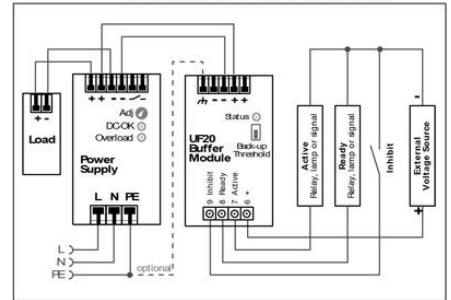 + + - - -
+ -
Load
Adj
DC-OK
Overload
Power
Supply
L N PE
L
N
PE
optional
- - + +
Status
UF20
Buffer
Module
Back-up
Threshold
9 Inhibit
8 Ready
7 Active
6 +
Active
Relay, lamp or signal
Ready
Relay, lamp or signal
Inhibit
-
External
Voltage Source
+